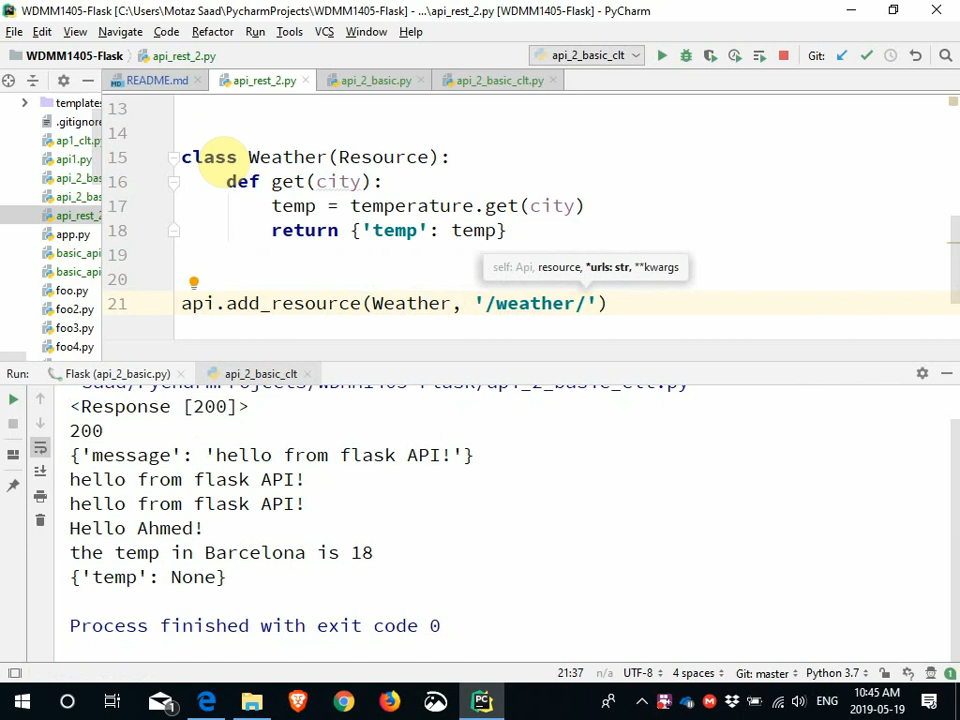 WDMM1405-Flask [C:\Users\Motaz Saad\PycharmProjects\WDMM1405-Flask] - ...\api_rest_2.py [WDMM1405-Flask] - PyCharm
File Edit View Navigate Code Refactor Run Tools VCS Window Help
WDMM1405-Flask api_rest_2.py api_2_basic_clt Git:
README.md api_rest_2.py api_2_basic.py api_2_basic_clt.py
templates
.gitignore
ap1_clt.py
api1.py
api_2_bas
api_2_bas
api_rest_2
app.py
basic_api
basic_api
foo.py
foo2.py
foo3.py
foo4.py
13
14
15 class Weather(Resource):
16 def get(city):
17 temp = temperature.get(city)
18 return {'temp': temp}
19
self: Api, resource, *urls: str, **kwargs
20
21 api.add_resource(Weather, '/weather/')
Run: Flask (api_2_basic.py) api_2_basic_clt
Saad/PycharmProjects/WDMM1405-Flask/api_2_basic_clt.py
<Response [200]>
200
{'message': 'hello from flask API!'}
hello from flask API!
hello from flask API!
Hello Ahmed!
the temp in Barcelona is 18
{'temp': None}
Process finished with exit code 0
21:37 n/a UTF-8 4 spaces Git: master Python 3.7 1
1 ENG 10:45 AM
2019-05-19